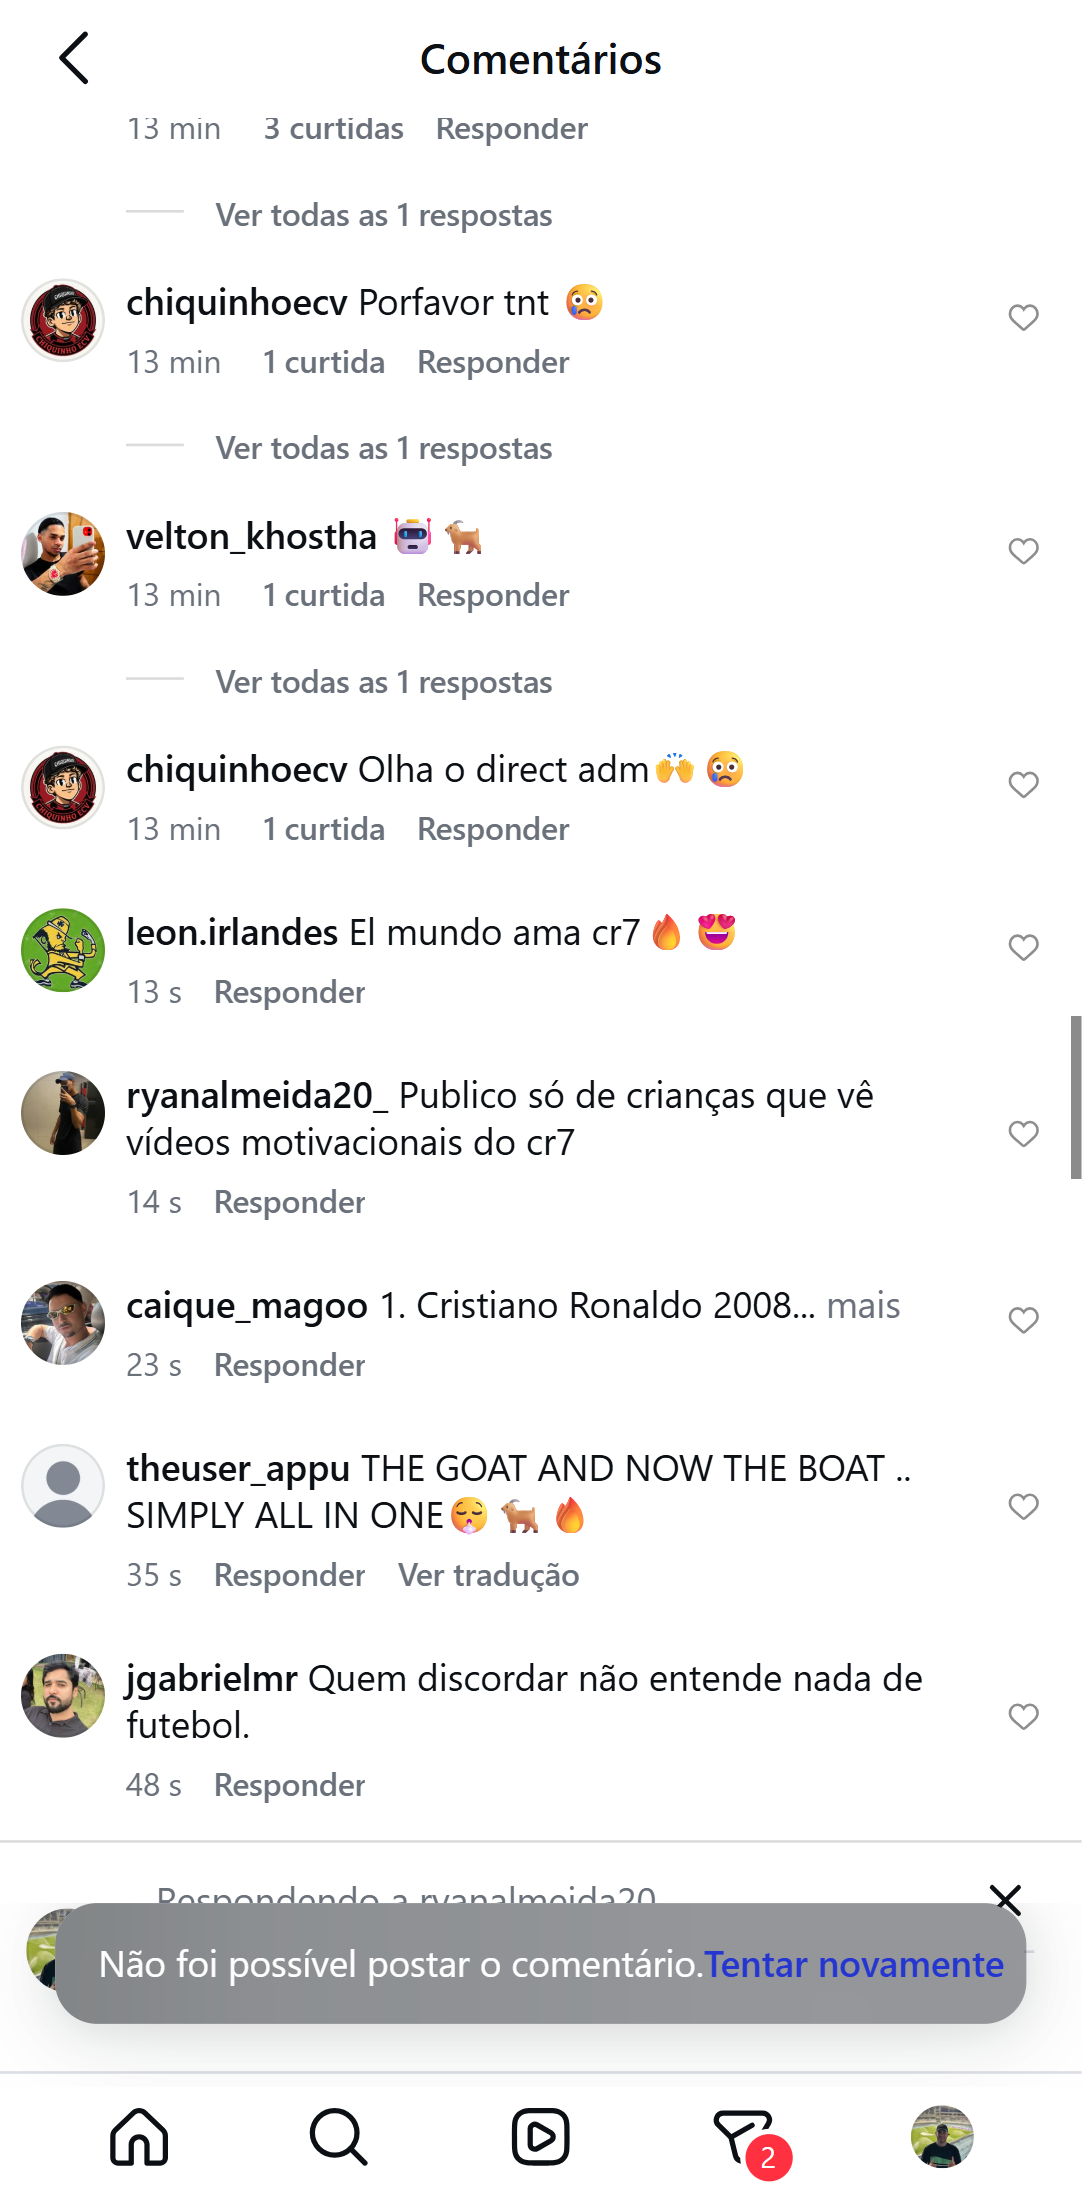 Comentários
13 min 3 curtidas Responder
Ver todas as 1 respostas
chiquinhoecv Porfavor tnt 😢
13 min 1 curtida Responder
Ver todas as 1 respostas
velton_khostha 🤖 🐐
13 min 1 curtida Responder
Ver todas as 1 respostas
chiquinhoecv Olha o direct adm🙌 😢
13 min 1 curtida Responder
leon.irlandes El mundo ama cr7🔥 😍
13 s Responder
ryanalmeida20_ Publico só de crianças que vê
vídeos motivacionais do cr7
14 s Responder
caique_magoo 1. Cristiano Ronaldo 2008... mais
23 s Responder
theuser_appu THE GOAT AND NOW THE BOAT ..
SIMPLY ALL IN ONE😮‍💨 🐐 🔥
35 s Responder Ver tradução
jgabrielmr Quem discordar não entende nada de
futebol.
48 s Responder
Respondendo a ryanalmeida20_
Não foi possível postar o comentário.Tentar novamente
2